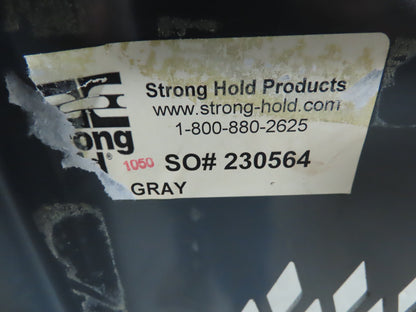 Strong Hold Products
www.strong-hold.com
1-800-880-2625
1050 SO# 230564
GRAY